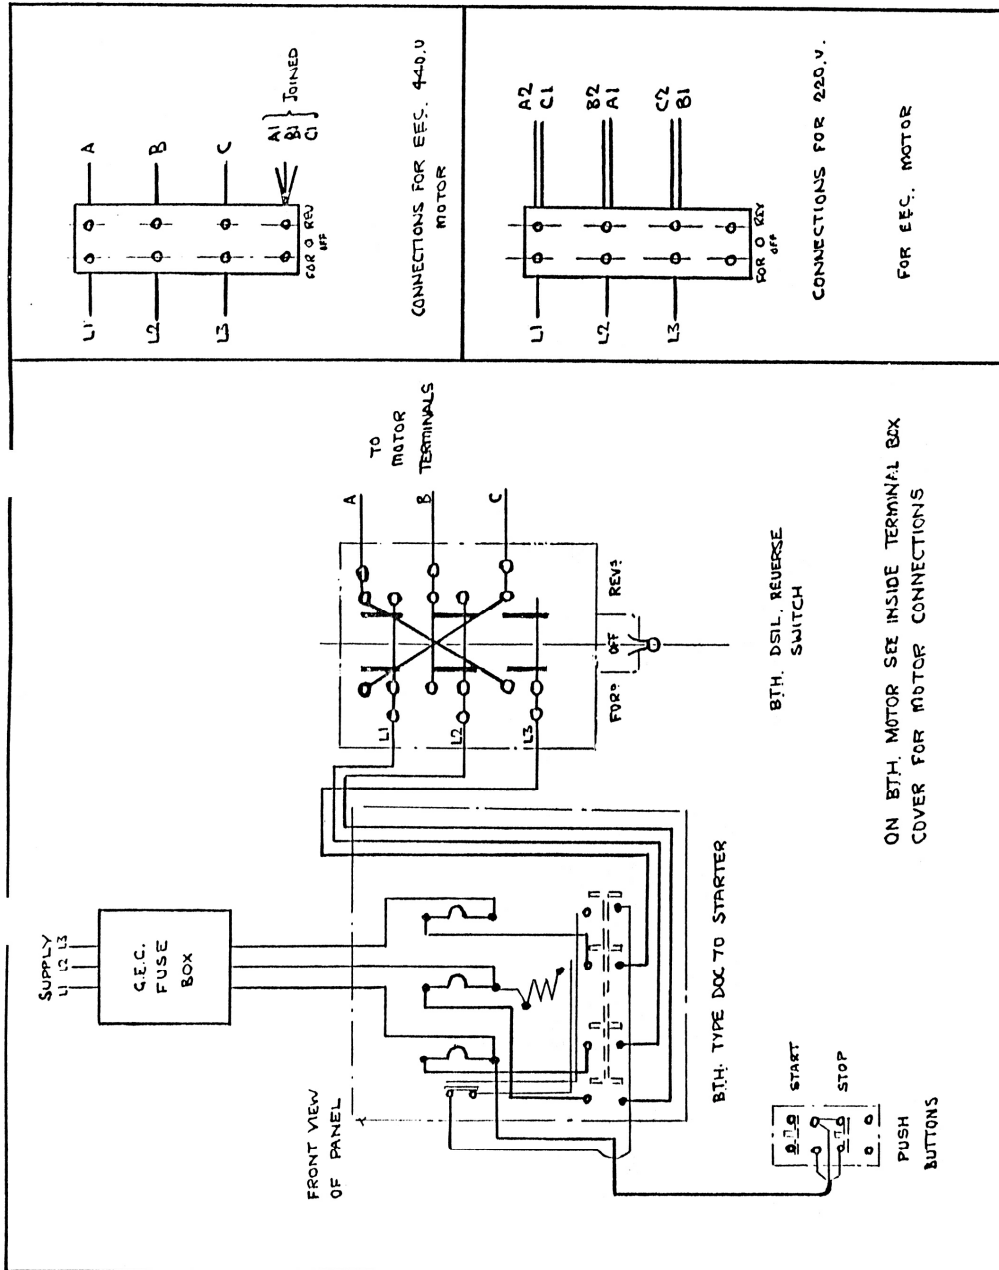 SUPPLY
L1 L2 L3
G.E.C.
FUSE
BOX
FRONT VIEW
OF PANEL
B.T.H. TYPE DOC TO STARTER
START
STOP
PUSH
BUTTONS
L1
L2
L3
FORD
OFF
REVS
A
B
C
TO
MOTOR
TERMINALS
B.T.H. DSIL. REVERSE
SWITCH
ON B.T.H. MOTOR SEE INSIDE TERMINAL BOX
COVER FOR MOTOR CONNECTIONS
L1
L2
L3
A
B
C
A1
B1
C1
JOINED
FOR O REV
OFF
CONNECTIONS FOR E.E.C. 440.V
MOTOR
L1
L2
L3
A2
C1
B2
A1
C2
B1
FOR O REV
OFF
CONNECTIONS FOR 220.V.
FOR E.E.C. MOTOR